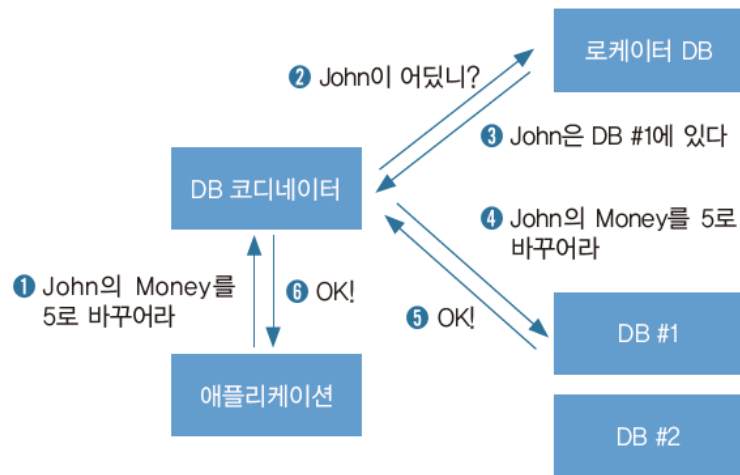 로케이터 DB
❷ John이 어딨니?
❸ John은 DB #1에 있다
DB 코디네이터
❹ John의 Money를 5로
바꾸어라
❶ John의 Money를
5로 바꾸어라
❻ OK!
❺ OK!
DB #1
애플리케이션
DB #2